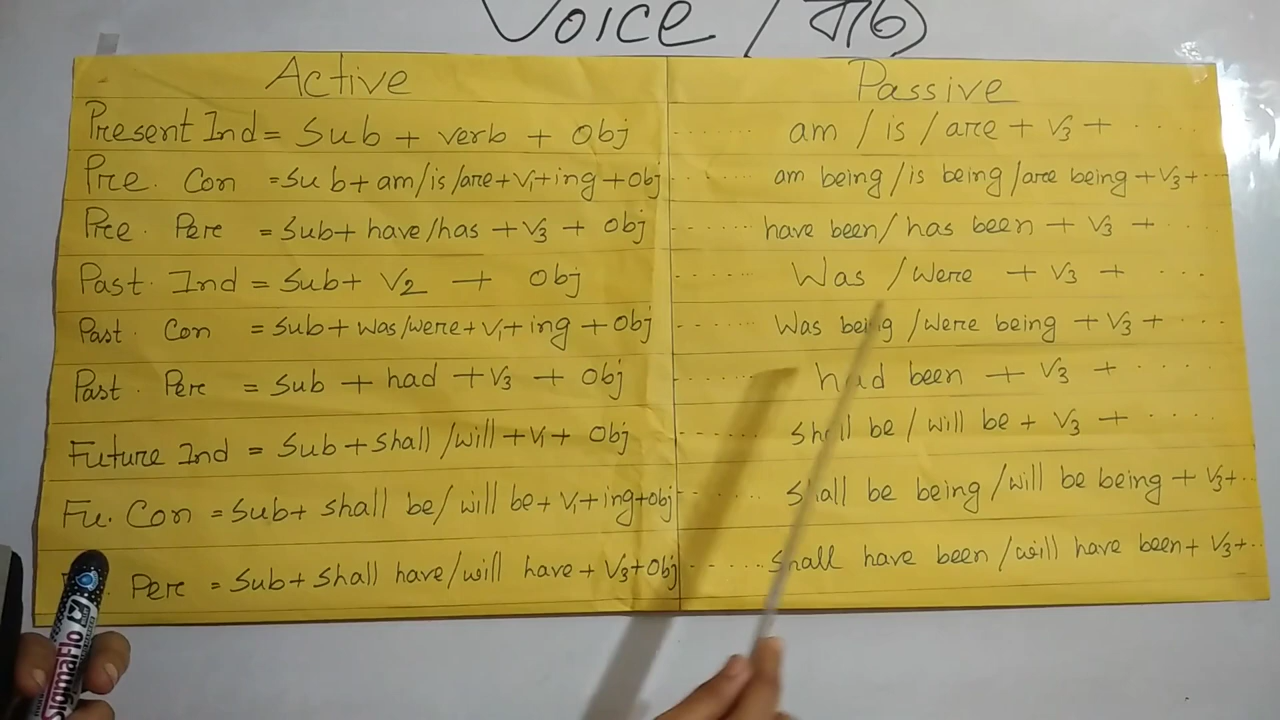 Voice / বাচ্য
Active Passive
Present Ind = Sub + verb + Obj ........ am / is / are + V3 + ....
Pre. Con = Sub + am/is/are + V1 + ing + Obj ........ am being / is being / are being + V3 + ...
Pre. Perc = Sub + have/has + V3 + Obj ........ have been / has been + V3 + ....
Past. Ind = Sub + V2 + Obj ........ Was / Were + V3 + ....
Past. Con = Sub + was/were + V1 + ing + Obj ........ Was being / Were being + V3 + ...
Past. Perc = Sub + had + V3 + Obj ........ had been + V3 + ....
Future Ind = Sub + shall / will + V1 + Obj ........ shall be / will be + V3 + ....
Fu. Con = Sub + shall be / will be + V1 + ing + obj ........ shall be being / will be being + V3 + ..
Perc = Sub + shall have / will have + V3 + Obj ........ shall have been / will have been + V3 + ..
SigmaFlo